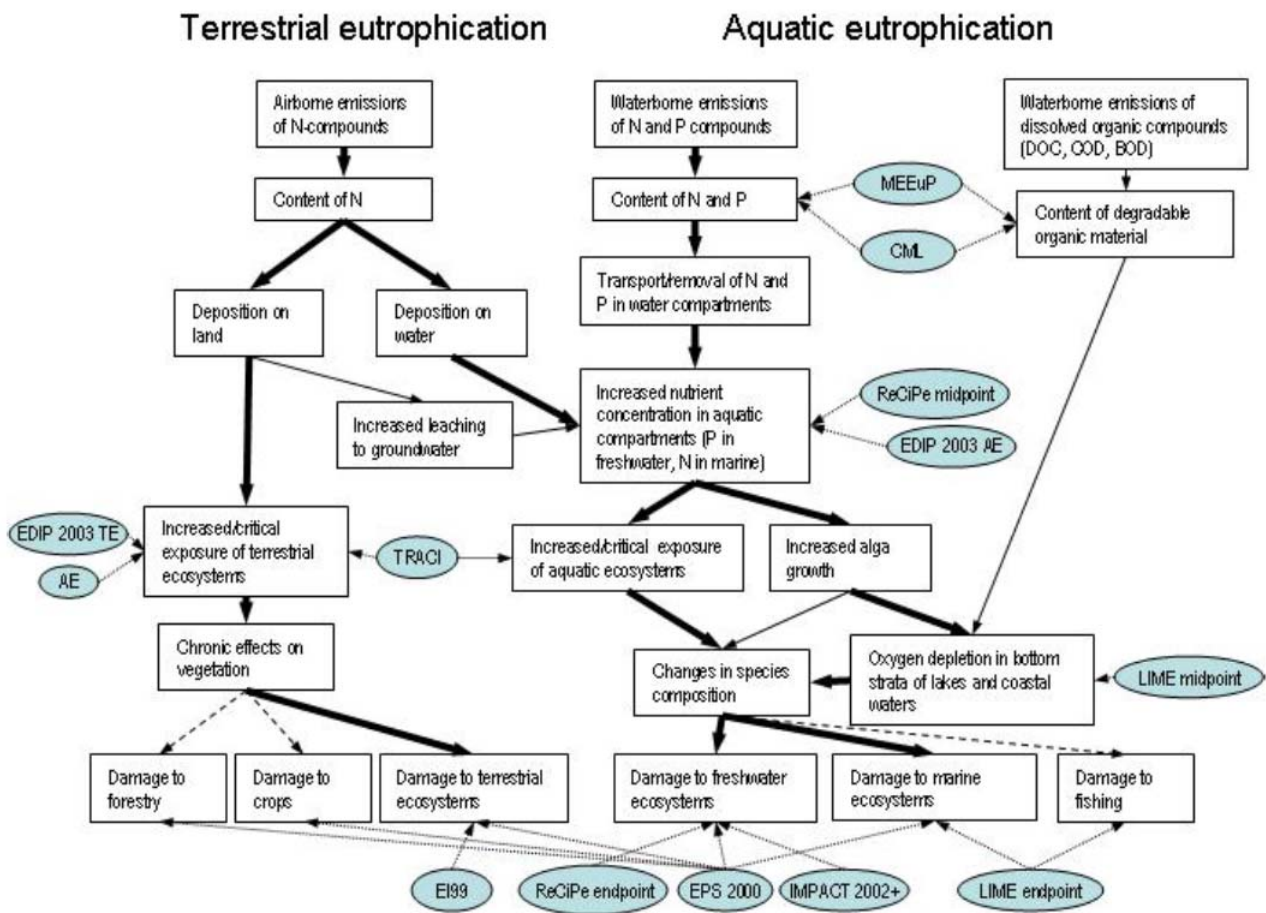 Terrestrial eutrophication
Aquatic eutrophication
Airborne emissions
of N-compounds
Waterborne emissions
of N and P compounds
Waterborne emissions of
dissolved organic compounds
(DOC, COD, BOD)
MEEuP
Content of N
Content of N and P
Content of degradable
organic material
CML
Transport/removal of N and
P in water compartments
Deposition on
land
Deposition on
water
Increased nutrient
concentration in aquatic
compartments (P in
freshwater, N in marine)
ReCiPe midpoint
Increased leaching
to groundwater
EDIP 2003 AE
EDIP 2003 TE
AE
Increased/critical
exposure of terrestrial
ecosystems
TRACI
Increased/critical exposure
of aquatic ecosystems
Increased alga
growth
Chronic effects on
vegetation
Changes in species
composition
Oxygen depletion in bottom
strata of lakes and coastal
waters
LIME midpoint
Damage to
forestry
Damage to
crops
Damage to terrestrial
ecosystems
Damage to freshwater
ecosystems
Damage to marine
ecosystems
Damage to
fishing
EI99
ReCiPe endpoint
EPS 2000
IMPACT 2002+
LIME endpoint